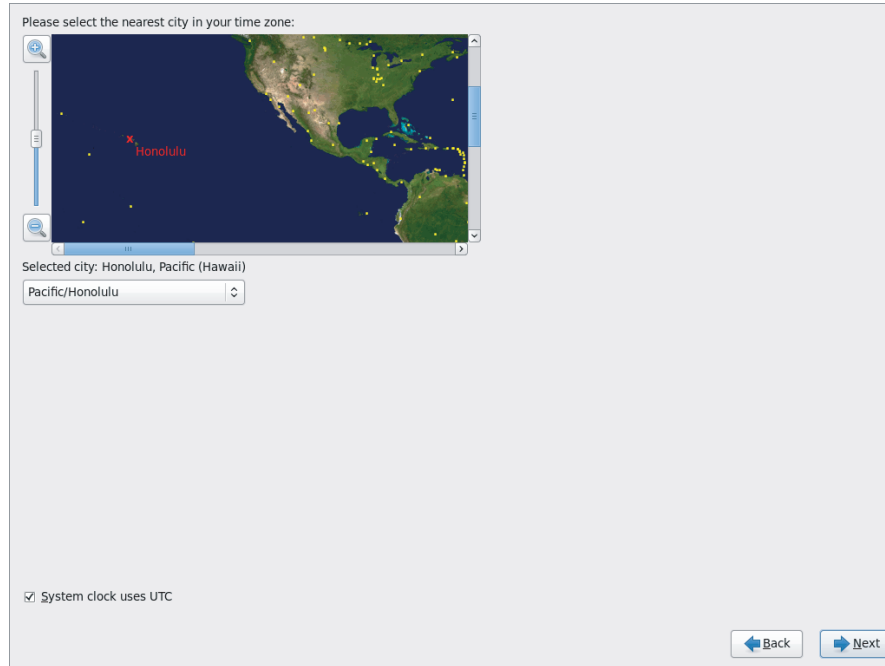 Please select the nearest city in your time zone:
Honolulu
Selected city: Honolulu, Pacific (Hawaii)
Pacific/Honolulu
System clock uses UTC
Back
Next